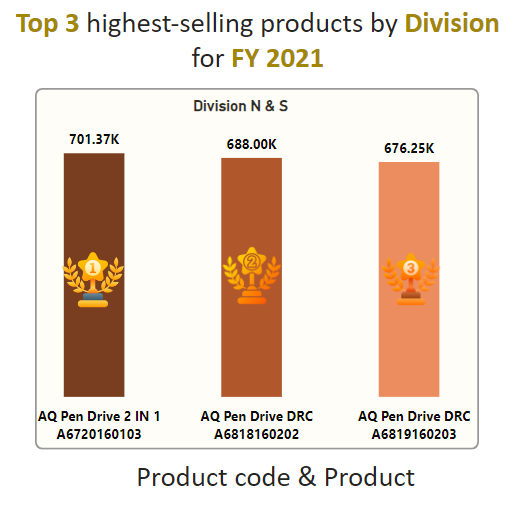 Top 3 highest-selling products by Division
for FY 2021
Division N & S
701.37K
688.00K
676.25K
1
2
3
AQ Pen Drive 2 IN 1
A6720160103
AQ Pen Drive DRC
A6818160202
AQ Pen Drive DRC
A6819160203
Product code & Product